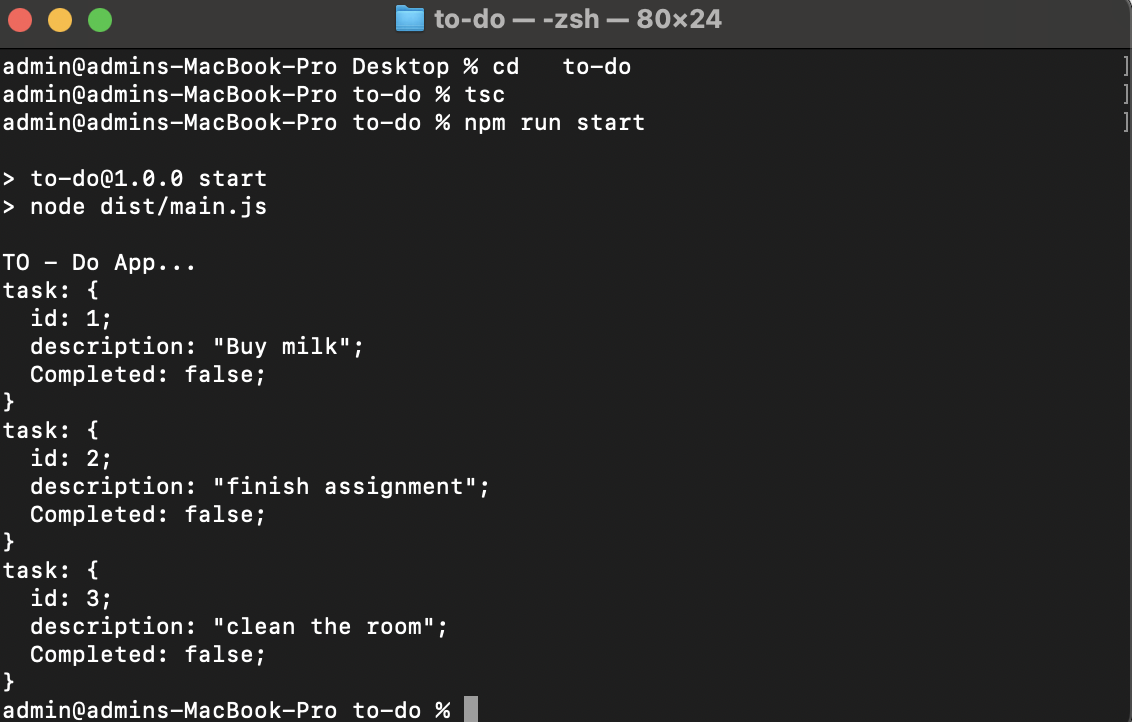 to-do — -zsh — 80×24
admin@admins-MacBook-Pro Desktop % cd   to-do
admin@admins-MacBook-Pro to-do % tsc
admin@admins-MacBook-Pro to-do % npm run start

> to-do@1.0.0 start
> node dist/main.js

TO - Do App...
task: {
  id: 1;
  description: "Buy milk";
  Completed: false;
}
task: {
  id: 2;
  description: "finish assignment";
  Completed: false;
}
task: {
  id: 3;
  description: "clean the room";
  Completed: false;
}
admin@admins-MacBook-Pro to-do %